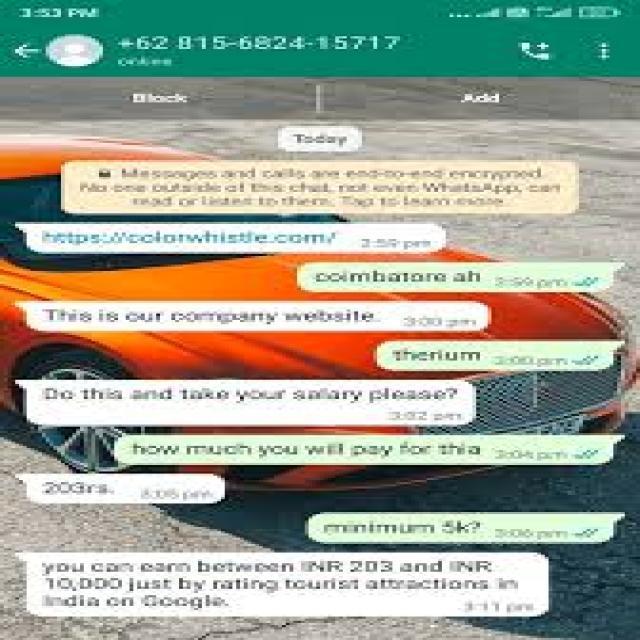 3:53 PM
+62 815-6824-15717
online
Block
Add
Today
Messages and calls are end-to-end encrypted.
No one outside of this chat, not even WhatsApp, can
read or listen to them. Tap to learn more.
https://colorwhistle.com/ 2:59 pm
coimbatore ah 2:59 pm
This is our company website. 3:00 pm
therium 3:00 pm
Do this and take your salary please?
3:02 pm
how much you will pay for thia 3:04 pm
203rs. 3:05 pm
minimum 5k? 3:06 pm
you can earn between INR 203 and INR
10,000 just by rating tourist attractions in
India on Google. 3:11 pm